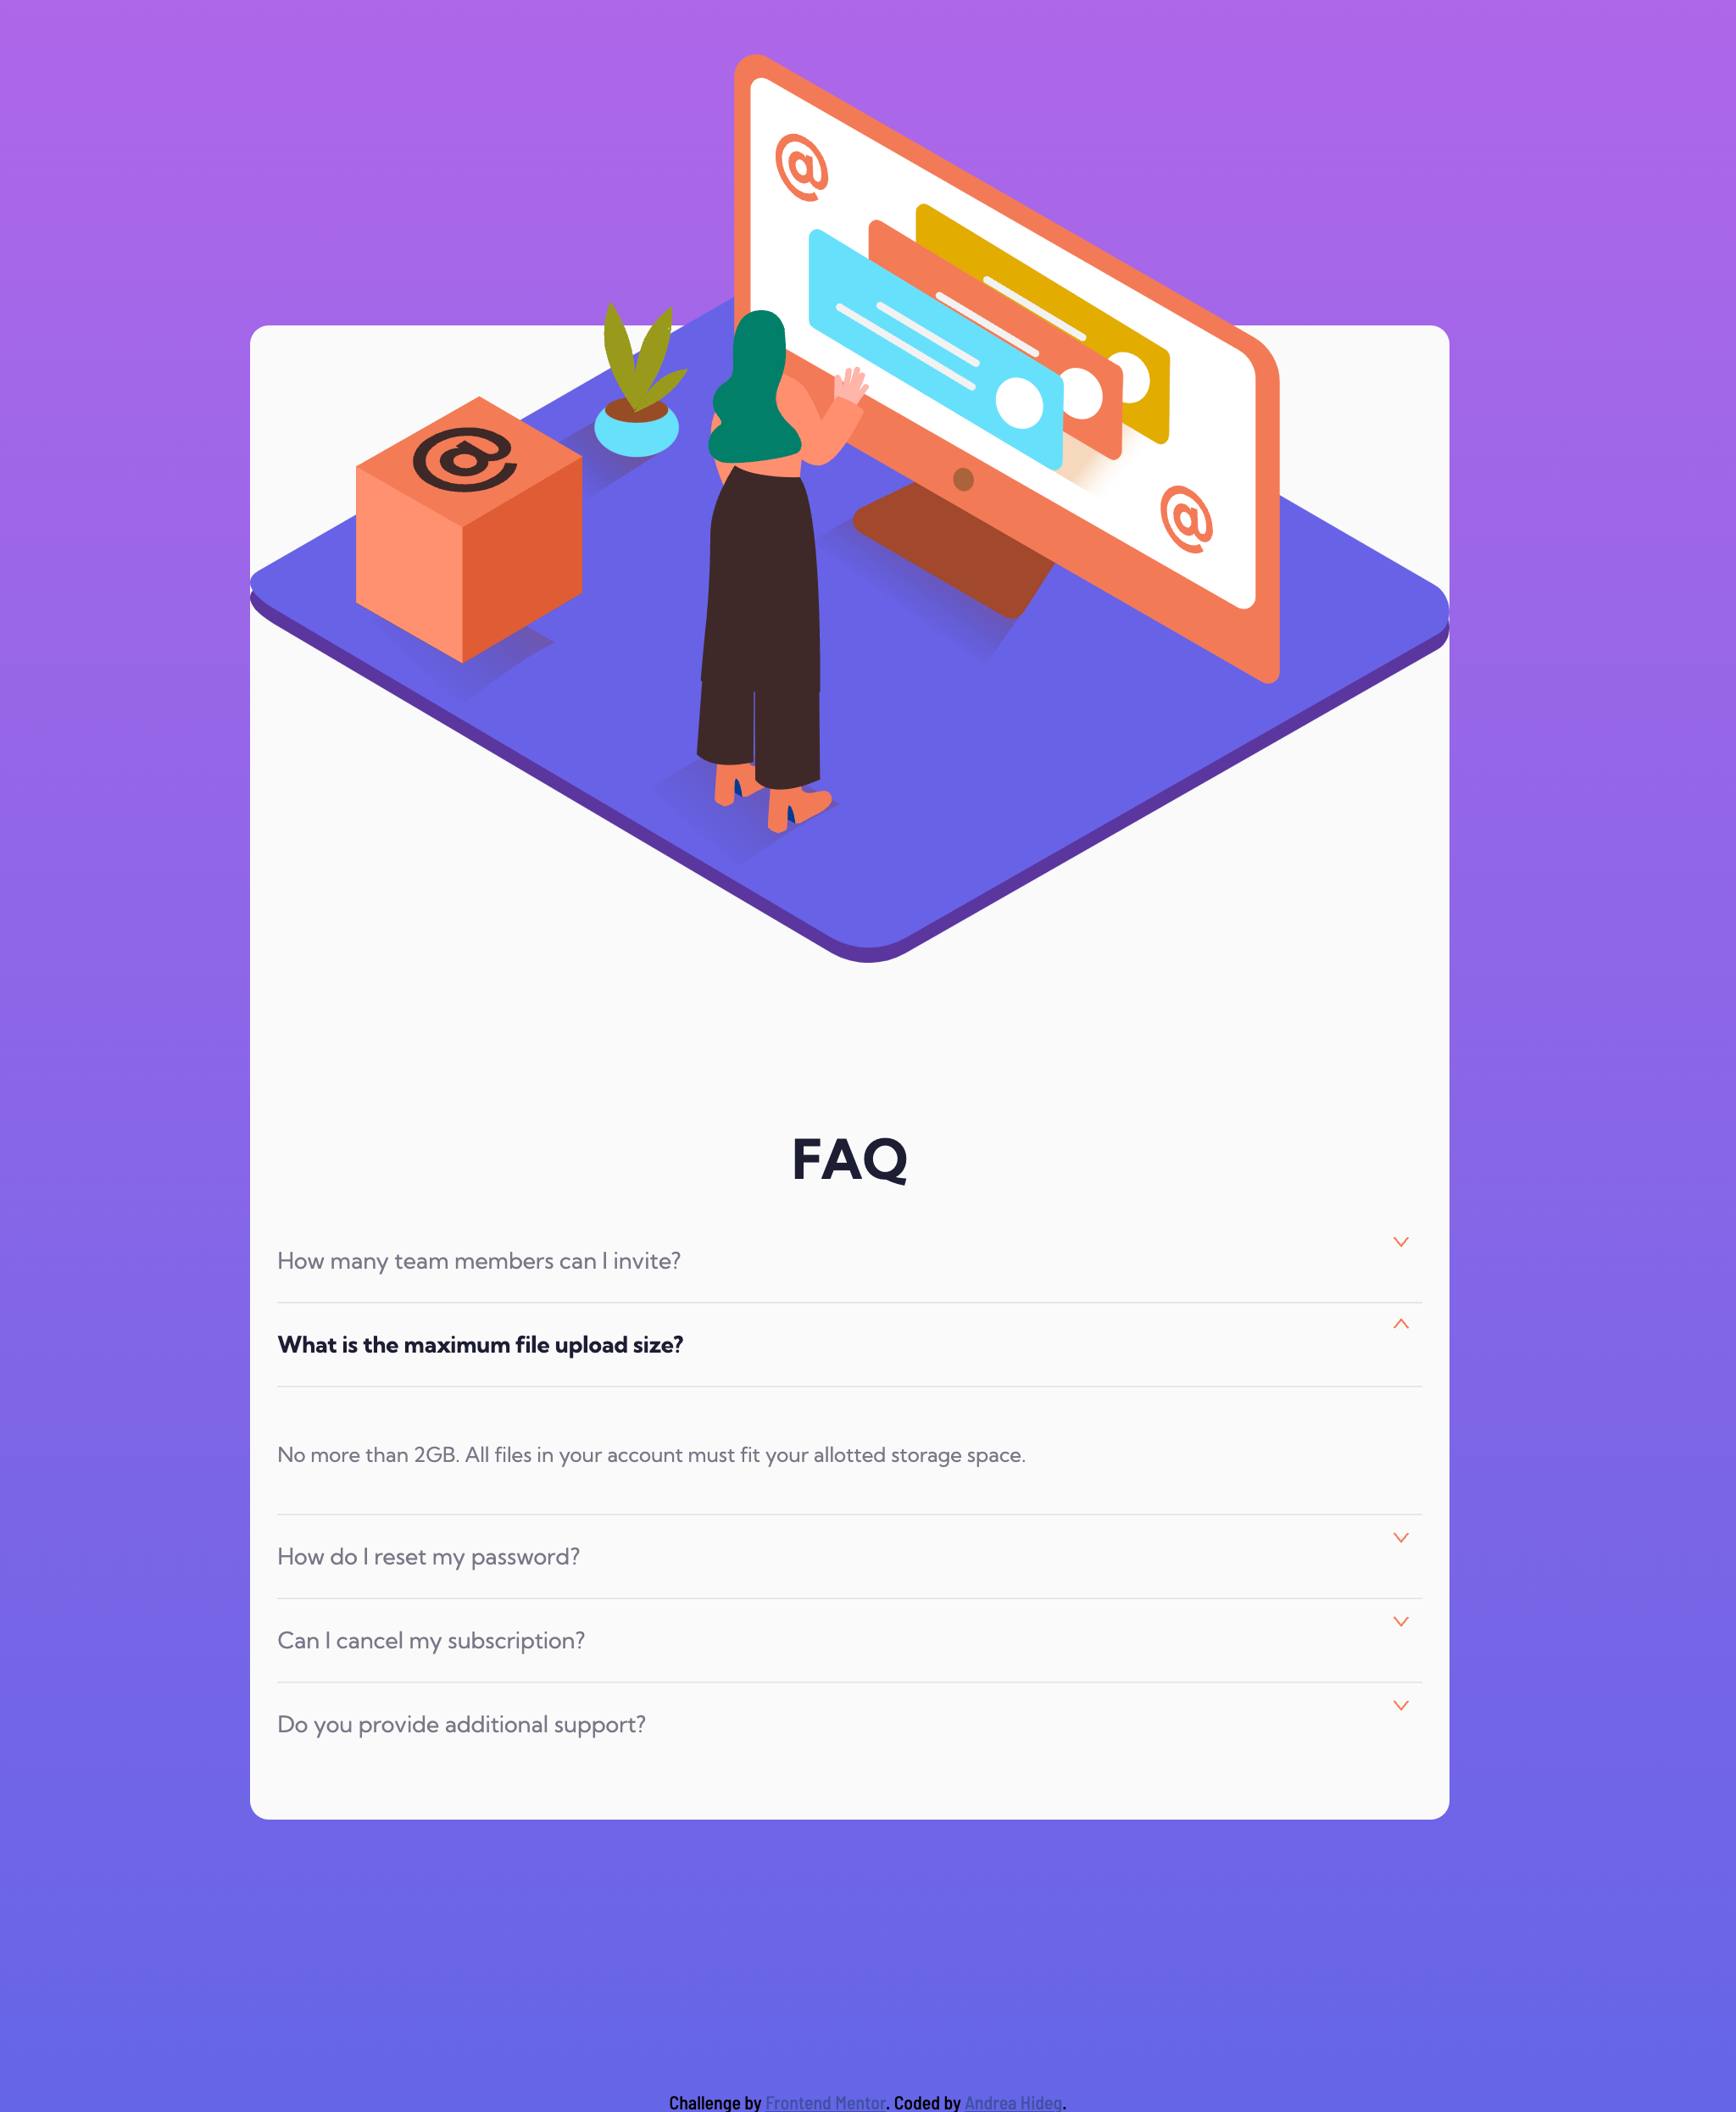 @
@
@
FAQ
How many team members can I invite?
What is the maximum file upload size?
No more than 2GB. All files in your account must fit your allotted storage space.
How do I reset my password?
Can I cancel my subscription?
Do you provide additional support?
Challenge by Frontend Mentor. Coded by Andrea Hideg.